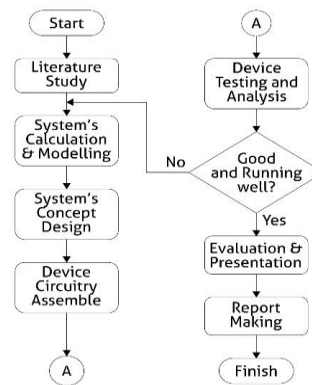 Start
Literature
Study
System's
Calculation
& Modelling
System's
Concept
Design
Device
Circuitry
Assemble
A
A
Device
Testing and
Analysis
No
Good
and Running
well?
Yes
Evaluation &
Presentation
Report
Making
Finish